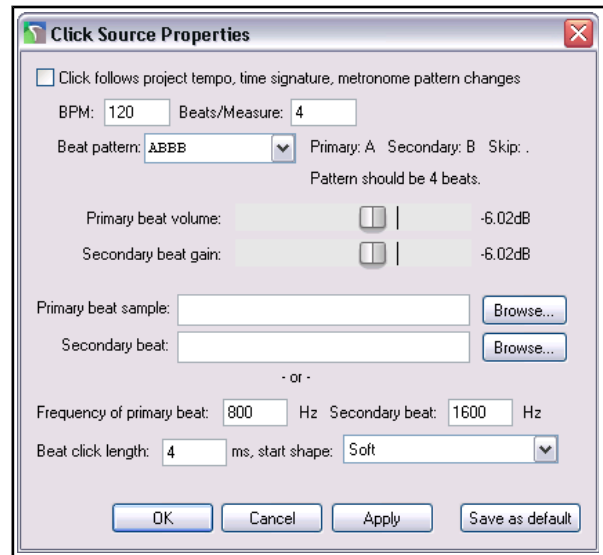 Click Source Properties
Click follows project tempo, time signature, metronome pattern changes
BPM: 120 Beats/Measure: 4
Beat pattern: ABBB Primary: A Secondary: B Skip: .
Pattern should be 4 beats.
Primary beat volume: -6.02dB
Secondary beat gain: -6.02dB
Primary beat sample: Browse...
Secondary beat: Browse...
- or -
Frequency of primary beat: 800 Hz Secondary beat: 1600 Hz
Beat click length: 4 ms, start shape: Soft
OK Cancel Apply Save as default